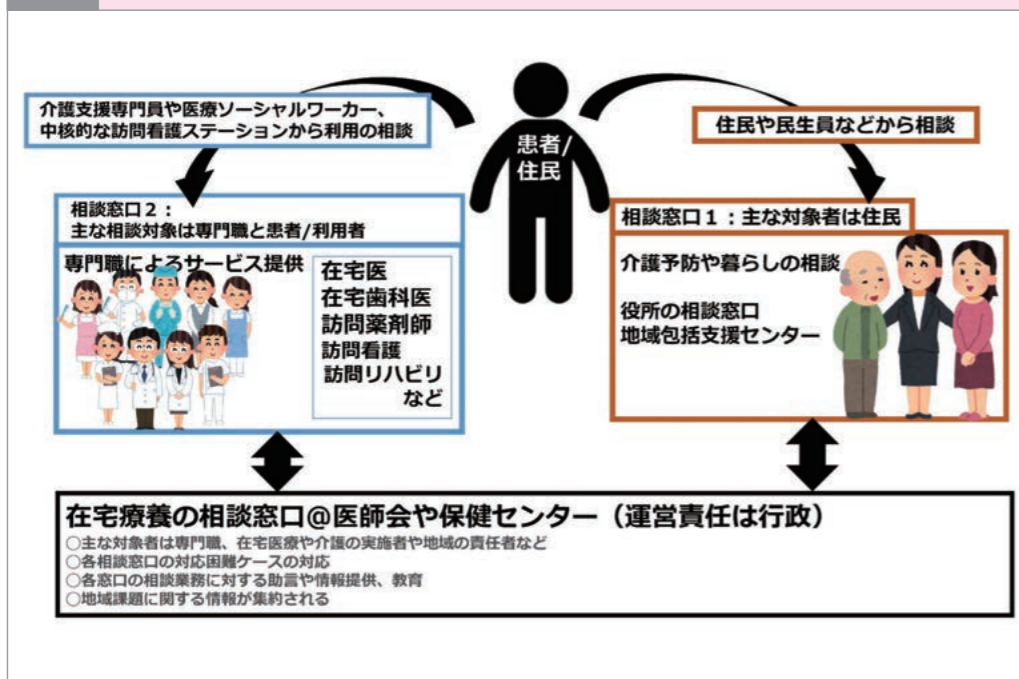 患者/
住民
介護支援専門員や医療ソーシャルワーカー、
中核的な訪問看護ステーションから利用の相談
住民や民生員などから相談
相談窓口２：
主な相談対象は専門職と患者/利用者
専門職によるサービス提供
在宅医
在宅歯科医
訪問薬剤師
訪問看護
訪問リハビリ
など
相談窓口１：主な対象者は住民
介護予防や暮らしの相談
役所の相談窓口
地域包括支援センター
在宅療養の相談窓口@医師会や保健センター（運営責任は行政）
○主な対象者は専門職、在宅医療や介護の実施者や地域の責任者など
○各相談窓口の対応困難ケースの対応
○各窓口の相談業務に対する助言や情報提供、教育
○地域課題に関する情報が集約される